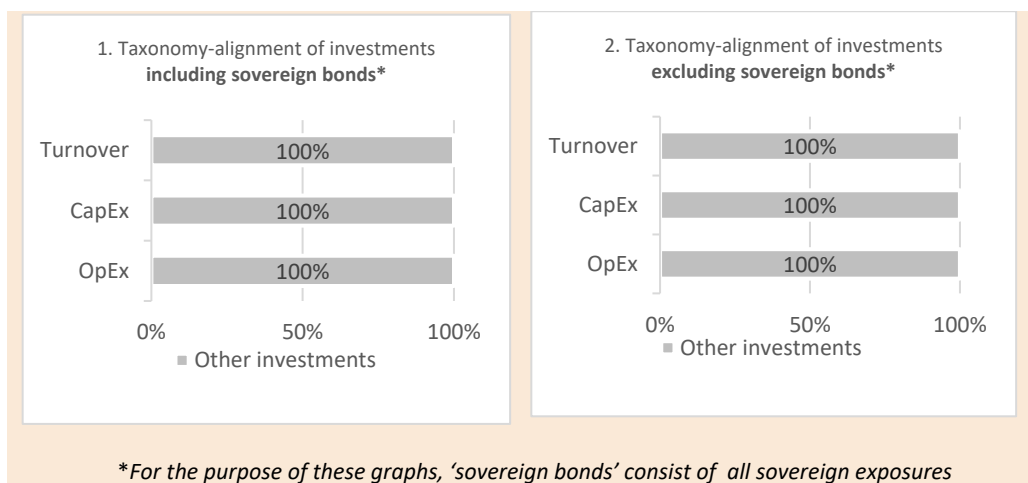 1. Taxonomy-alignment of investments
including sovereign bonds*
Turnover
100%
CapEx
100%
OpEx
100%
0%
50%
100%
Other investments
2. Taxonomy-alignment of investments
excluding sovereign bonds*
Turnover
100%
CapEx
100%
OpEx
100%
0%
50%
100%
Other investments
*For the purpose of these graphs, ‘sovereign bonds’ consist of all sovereign exposures